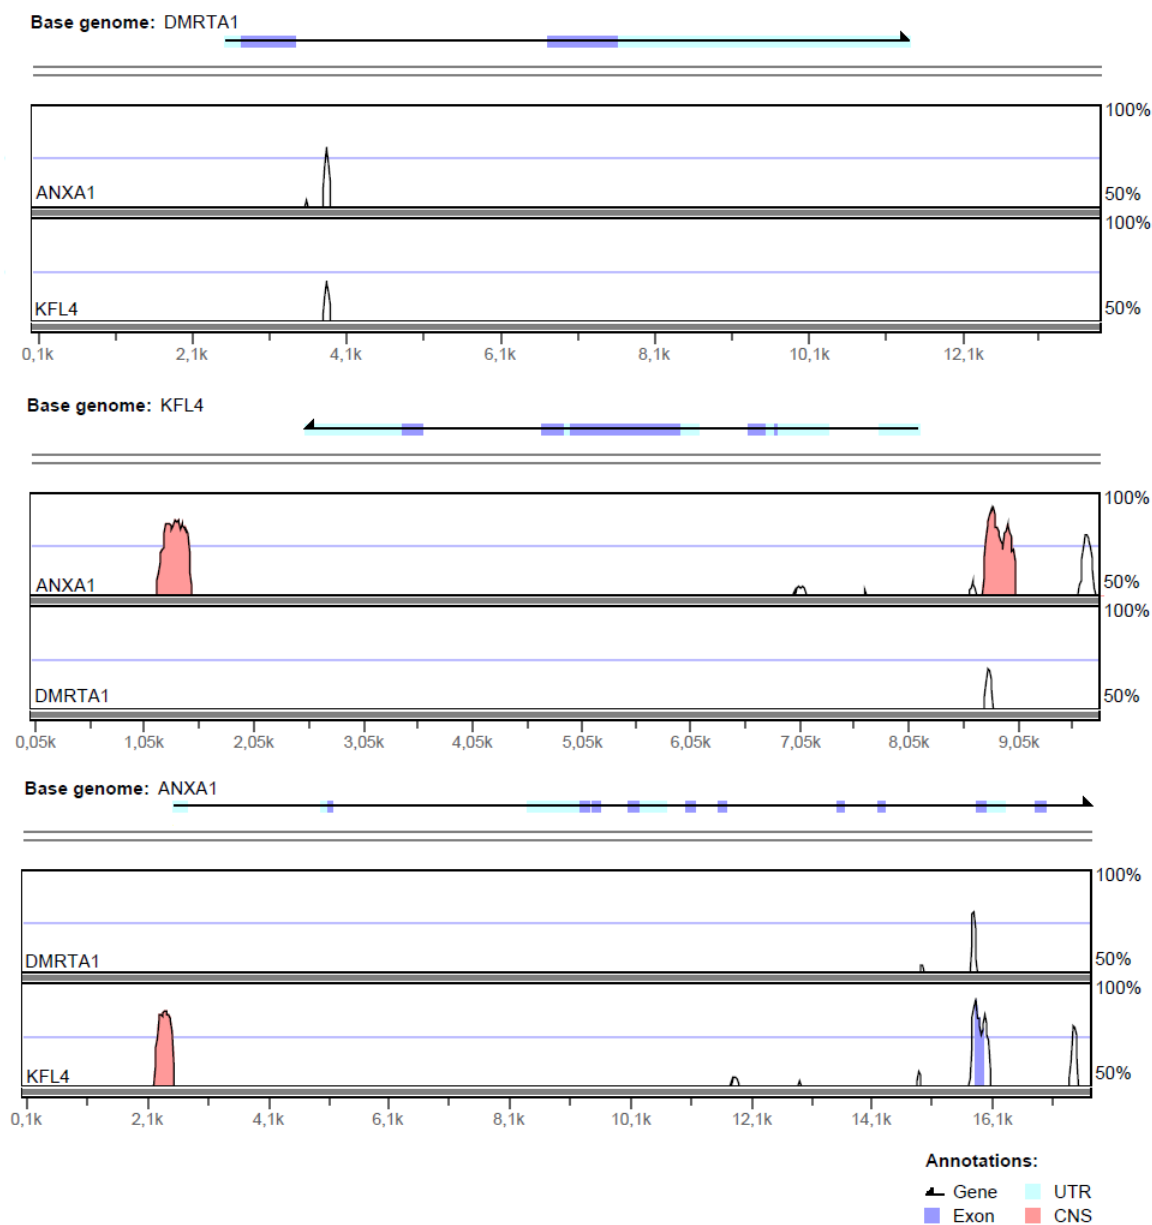 Base genome: DMRTA1
100%
ANXA1
50%
100%
KFL4
50%
0,1k 2,1k 4,1k 6,1k 8,1k 10,1k 12,1k
Base genome: KFL4
100%
ANXA1
50%
100%
DMRTA1
50%
0,05k 1,05k 2,05k 3,05k 4,05k 5,05k 6,05k 7,05k 8,05k 9,05k
Base genome: ANXA1
100%
DMRTA1
50%
100%
KFL4
50%
0,1k 2,1k 4,1k 6,1k 8,1k 10,1k 12,1k 14,1k 16,1k
Annotations:
Gene UTR
Exon CNS